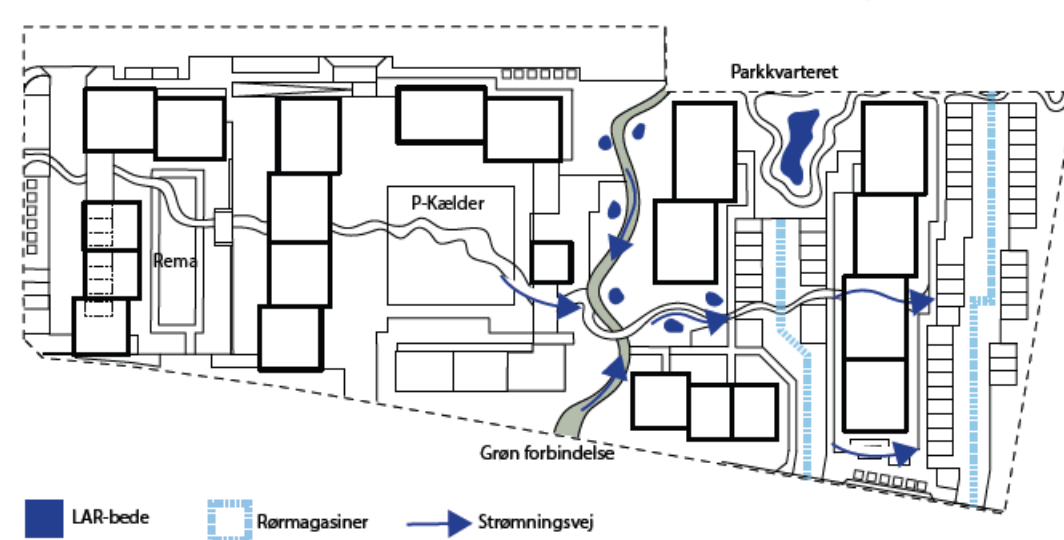 Parkkvarteret
P-Kælder
Rema
Grøn forbindelse
LAR-bede
Rørmagasiner
Strømningsvej